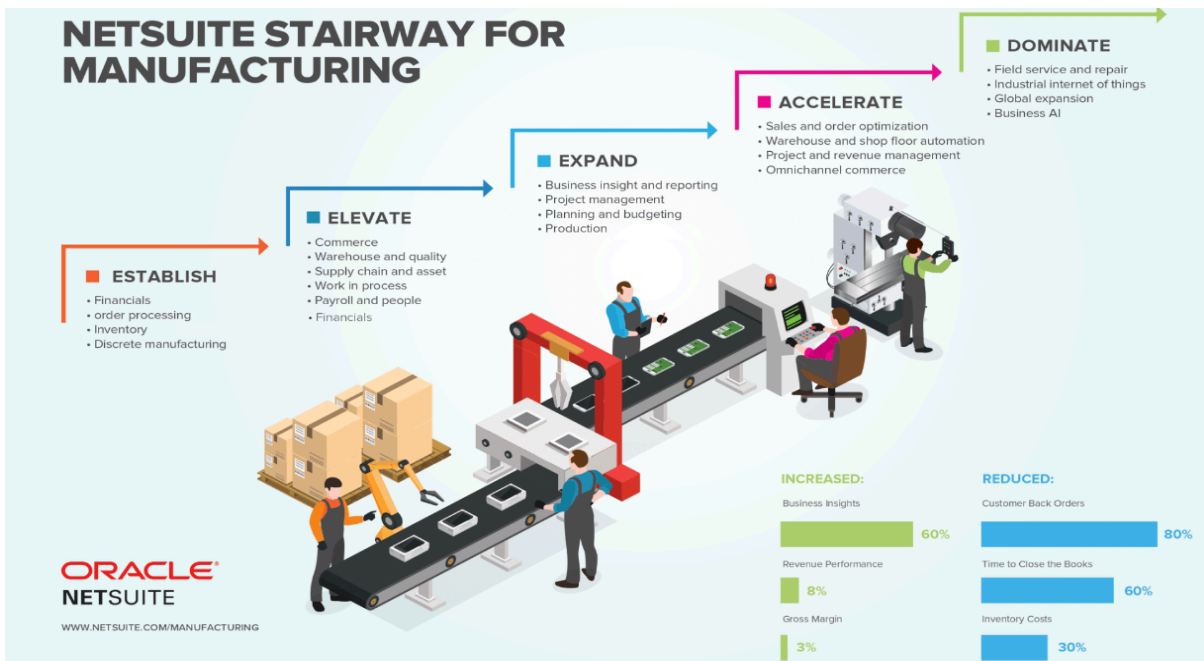 NETSUITE STAIRWAY FOR
MANUFACTURING
ESTABLISH
• Financials
• order processing
• Inventory
• Discrete manufacturing
ELEVATE
• Commerce
• Warehouse and quality
• Supply chain and asset
• Work in process
• Payroll and people
• Financials
EXPAND
• Business insight and reporting
• Project management
• Planning and budgeting
• Production
ACCELERATE
• Sales and order optimization
• Warehouse and shop floor automation
• Project and revenue management
• Omnichannel commerce
DOMINATE
• Field service and repair
• Industrial internet of things
• Global expansion
• Business AI
INCREASED:
Business Insights
60%
Revenue Performance
8%
Gross Margin
3%
REDUCED:
Customer Back Orders
80%
Time to Close the Books
60%
Inventory Costs
30%
ORACLE®
NETSUITE
WWW.NETSUITE.COM/MANUFACTURING